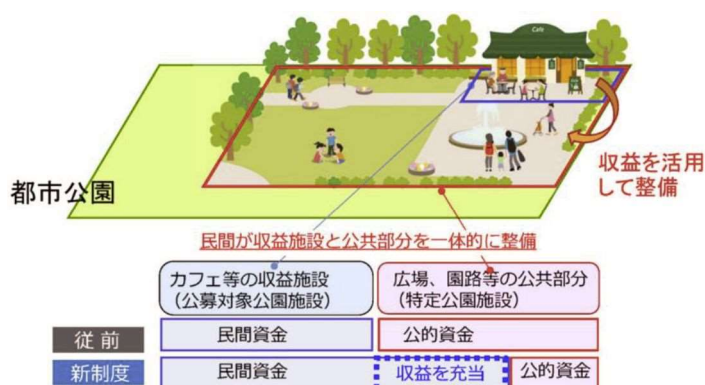 Cafe
収益を活用
して整備
都市公園
民間が収益施設と公共部分を一体的に整備
カフェ等の収益施設
(公募対象公園施設)
広場、園路等の公共部分
(特定公園施設)
従前
民間資金
公的資金
新制度
民間資金
収益を充当
公的資金